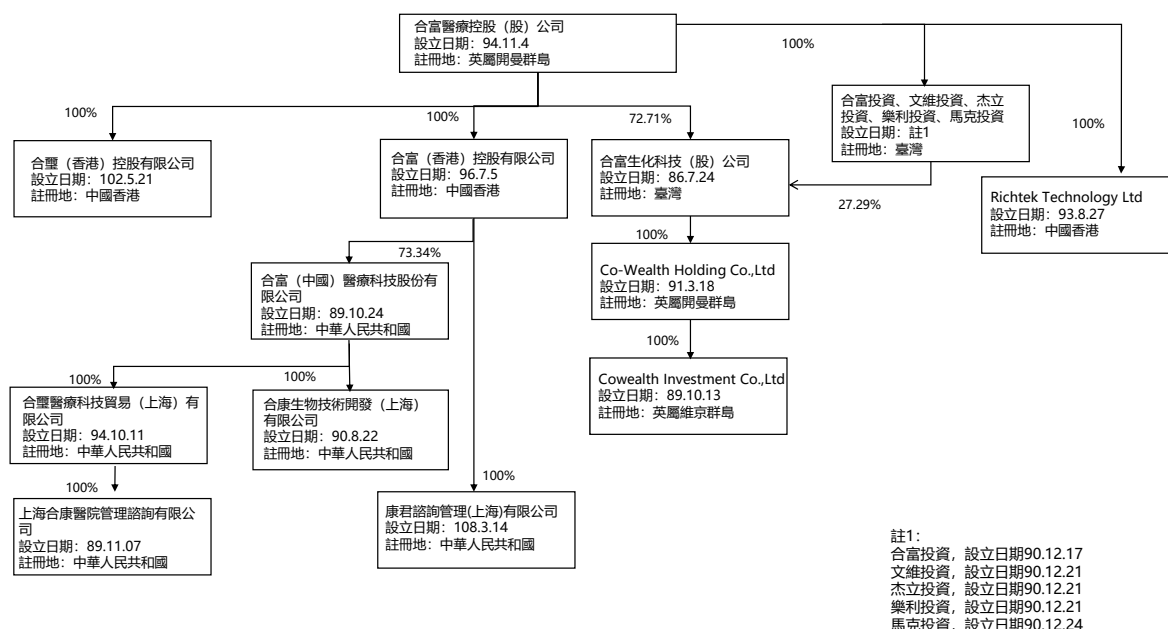 合富醫療控股（股）公司
設立日期：94.11.4
註冊地：英屬開曼群島
100%
100%
100%
72.71%
合富投資、文維投資、杰立
投資、樂利投資、馬克投資
設立日期：註1
註冊地：臺灣
100%
合璽（香港）控股有限公司
設立日期：102.5.21
註冊地：中國香港
合富（香港）控股有限公司
設立日期：96.7.5
註冊地：中國香港
合富生化科技（股）公司
設立日期：86.7.24
註冊地：臺灣
27.29%
Richtek Technology Ltd
設立日期：93.8.27
註冊地：中國香港
73.34%
100%
合富（中國）醫療科技股份有
限公司
設立日期：89.10.24
註冊地：中華人民共和國
Co-Wealth Holding Co.,Ltd
設立日期：91.3.18
註冊地：英屬開曼群島
100%
100%
100%
合璽醫療科技貿易（上海）有
限公司
設立日期：94.10.11
註冊地：中華人民共和國
合康生物技術開發（上海）
有限公司
設立日期：90.8.22
註冊地：中華人民共和國
Cowealth Investment Co.,Ltd
設立日期：89.10.13
註冊地：英屬維京群島
100%
100%
上海合康醫院管理諮詢有限公
司
設立日期：89.11.07
註冊地：中華人民共和國
康君諮詢管理(上海)有限公司
設立日期：108.3.14
註冊地：中華人民共和國
註1：
合富投資，設立日期90.12.17
文維投資，設立日期90.12.21
杰立投資，設立日期90.12.21
樂利投資，設立日期90.12.21
馬克投資，設立日期90.12.24